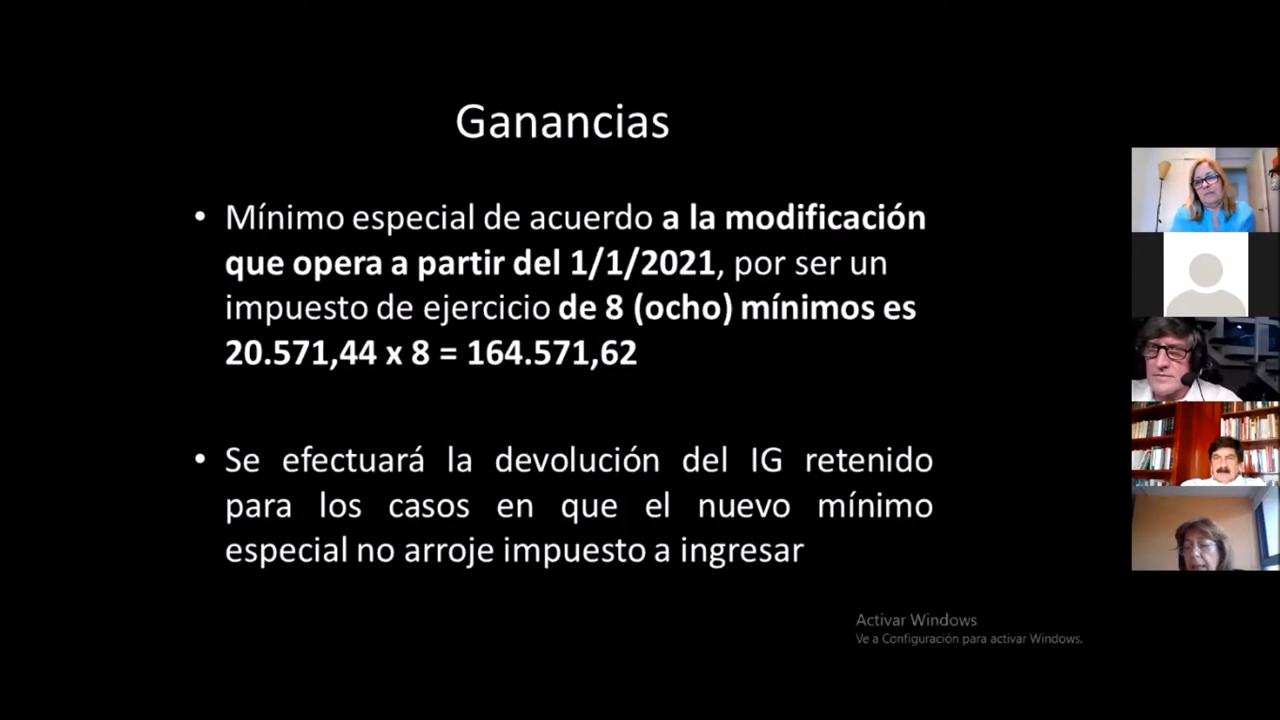 Ganancias
• Mínimo especial de acuerdo a la modificación
que opera a partir del 1/1/2021, por ser un
impuesto de ejercicio de 8 (ocho) mínimos es
20.571,44 x 8 = 164.571,62
• Se efectuará la devolución del IG retenido
para los casos en que el nuevo mínimo
especial no arroje impuesto a ingresar
Activar Windows
Ve a Configuración para activar Windows.